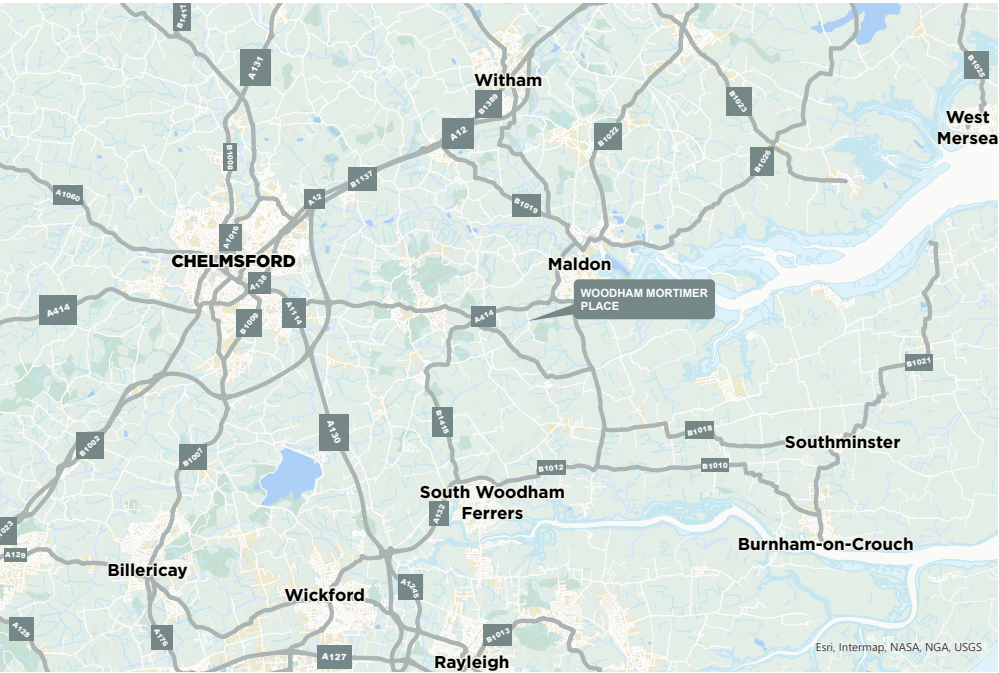 B1417
A131
Witham
B1389
B1023
B1025
A12
B1022
West
Mersea
B1008
B1026
B1137
A1060
A12
B1019
A1016
CHELMSFORD
Maldon
A138
WOODHAM MORTIMER
PLACE
A414
A1114
A414
B1009
B1021
B1418
A130
B1018
B1002
Southminster
B1007
B1012
B1010
South Woodham
Ferrers
A132
A129
Burnham-on-Crouch
Billericay
A1245
Wickford
A128
A176
B1013
A127
Rayleigh
Esri, Intermap, NASA, NGA, USGS